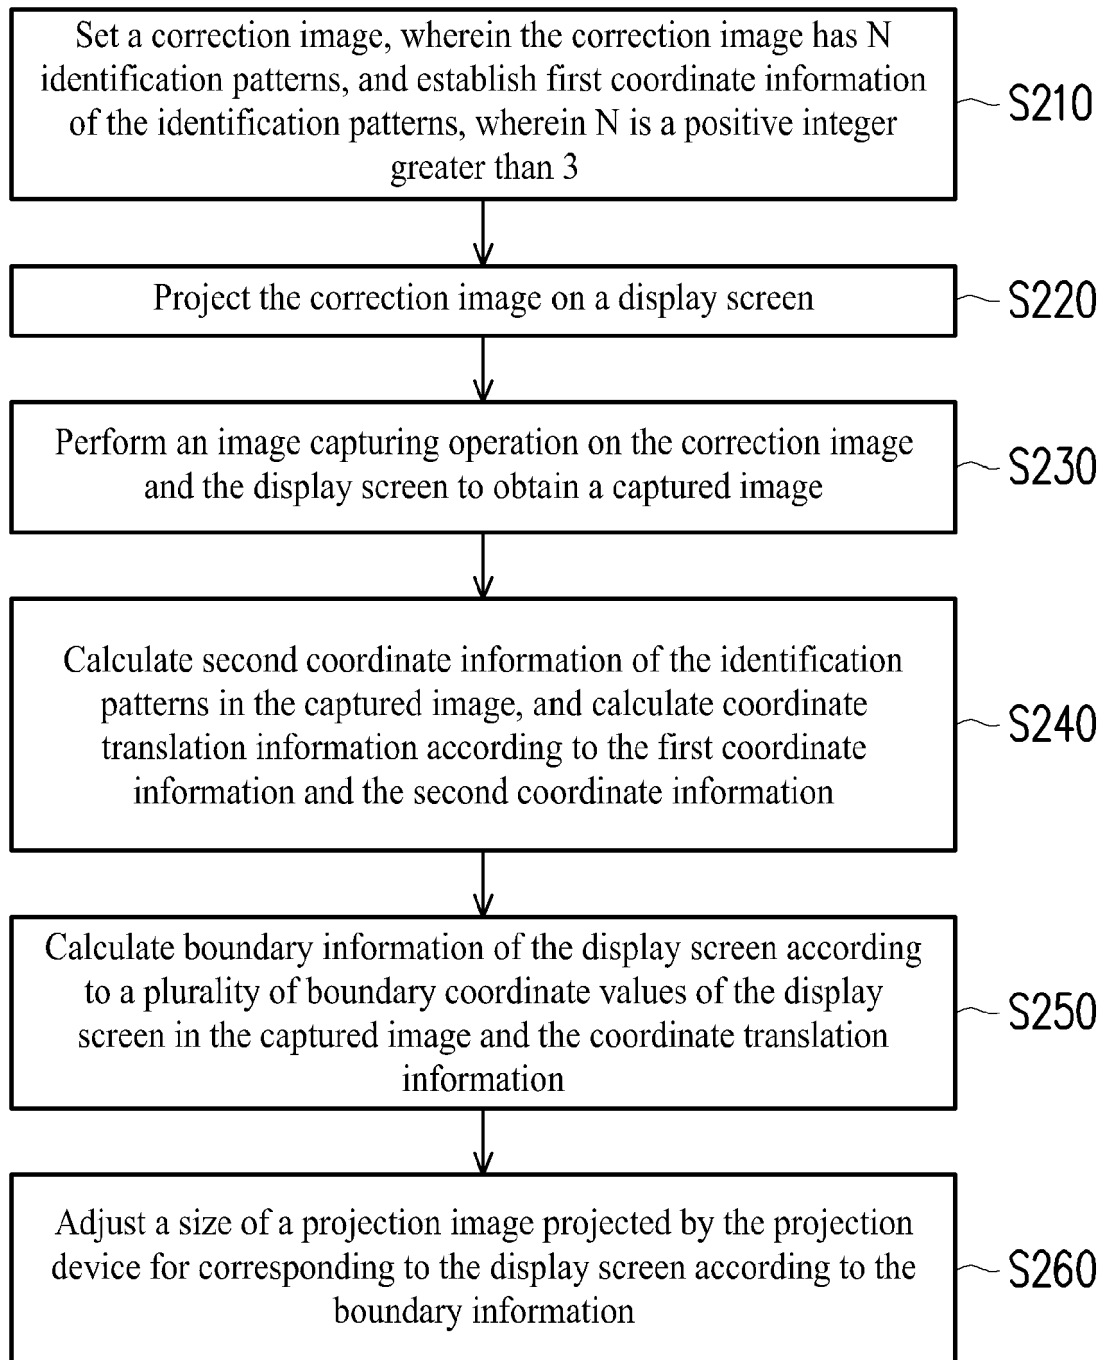 Set a correction image, wherein the correction image has N
identification patterns, and establish first coordinate information
of the identification patterns, wherein N is a positive integer
greater than 3
S210
Project the correction image on a display screen
S220
Perform an image capturing operation on the correction image
and the display screen to obtain a captured image
S230
Calculate second coordinate information of the identification
patterns in the captured image, and calculate coordinate
translation information according to the first coordinate
information and the second coordinate information
S240
Calculate boundary information of the display screen according
to a plurality of boundary coordinate values of the display
screen in the captured image and the coordinate translation
information
S250
Adjust a size of a projection image projected by the projection
device for corresponding to the display screen according to the
boundary information
S260